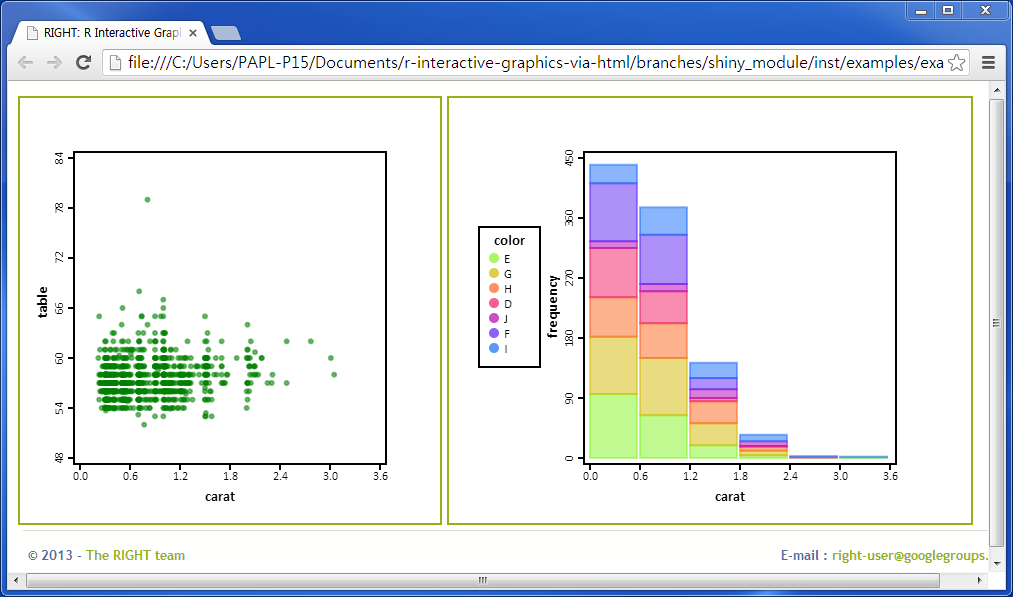 RIGHT: R Interactive Grap
file:///C:/Users/PAPL-P15/Documents/r-interactive-graphics-via-html/branches/shiny_module/inst/examples/exa
84
78
72
66
60
54
48
table
0.0 0.6 1.2 1.8 2.4 3.0 3.6
carat
color
E
G
H
D
J
F
I
450
360
270
180
90
0
frequency
0.0 0.6 1.2 1.8 2.4 3.0 3.6
carat
© 2013 - The RIGHT team
E-mail : right-user@googlegroups.